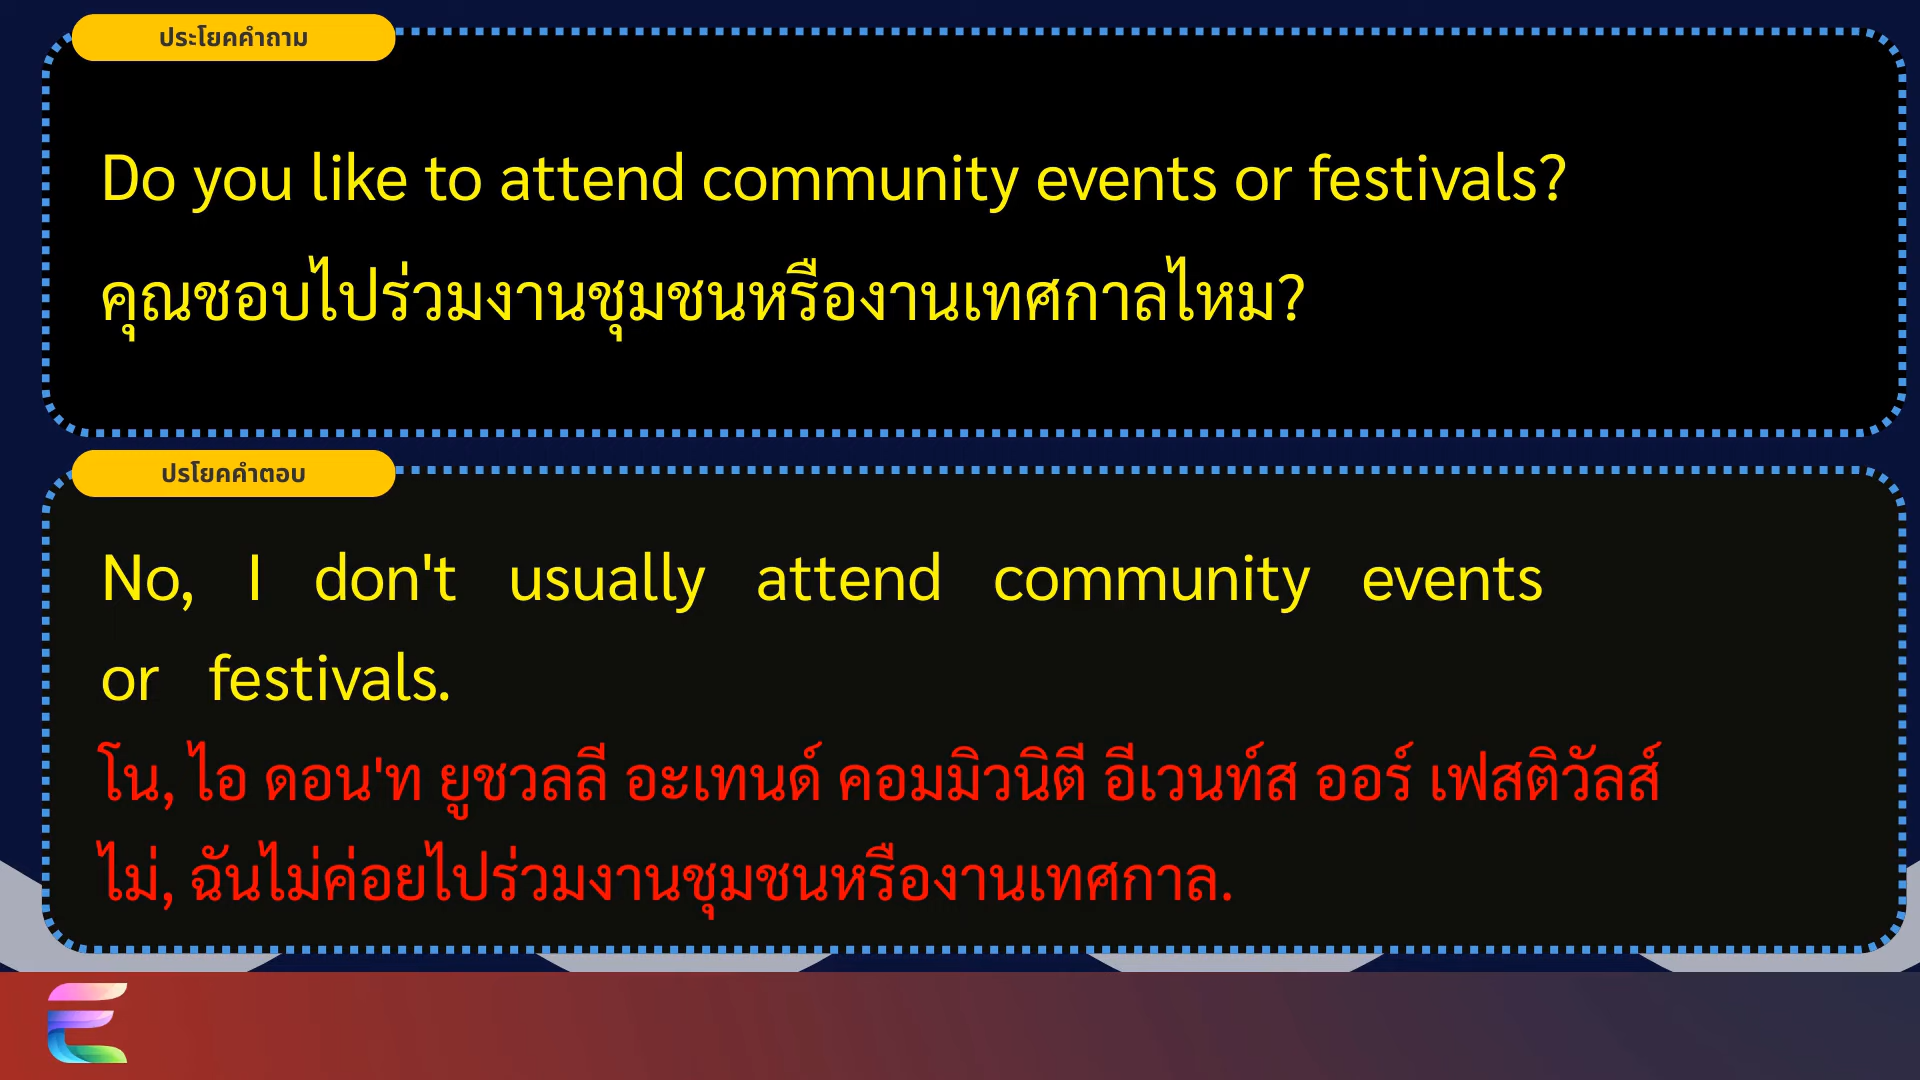 ประโยคคำถาม
Do you like to attend community events or festivals?
คุณชอบไปร่วมงานชุมชนหรืองานเทศกาลไหม?
ปรโยคคำตอบ
No, I don't usually attend community events
or festivals.
โน, ไอ ดอน'ท ยูชวลลี อะเทนด์ คอมมิวนิตี อีเวนท์ส ออร์ เฟสติวัลส์
ไม่, ฉันไม่ค่อยไปร่วมงานชุมชนหรืองานเทศกาล.